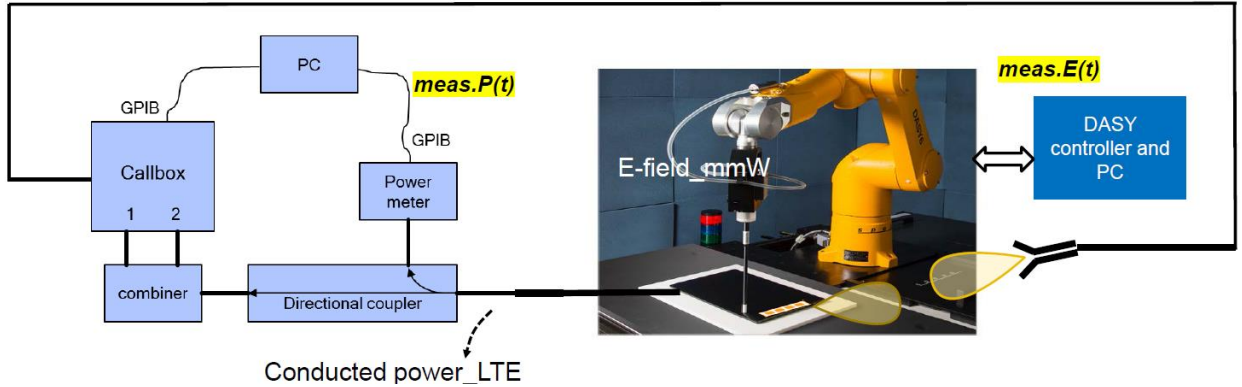 PC
meas.P(t)
meas.E(t)
GPIB
GPIB
Callbox
1 2
Power
meter
combiner
Directional coupler
Conducted power_LTE
E-field_mmW
DASY6
DASY
controller and
PC